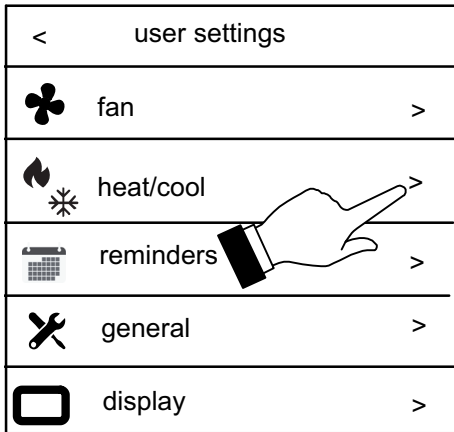 < user settings
fan >
heat/cool >
reminders >
general >
display >